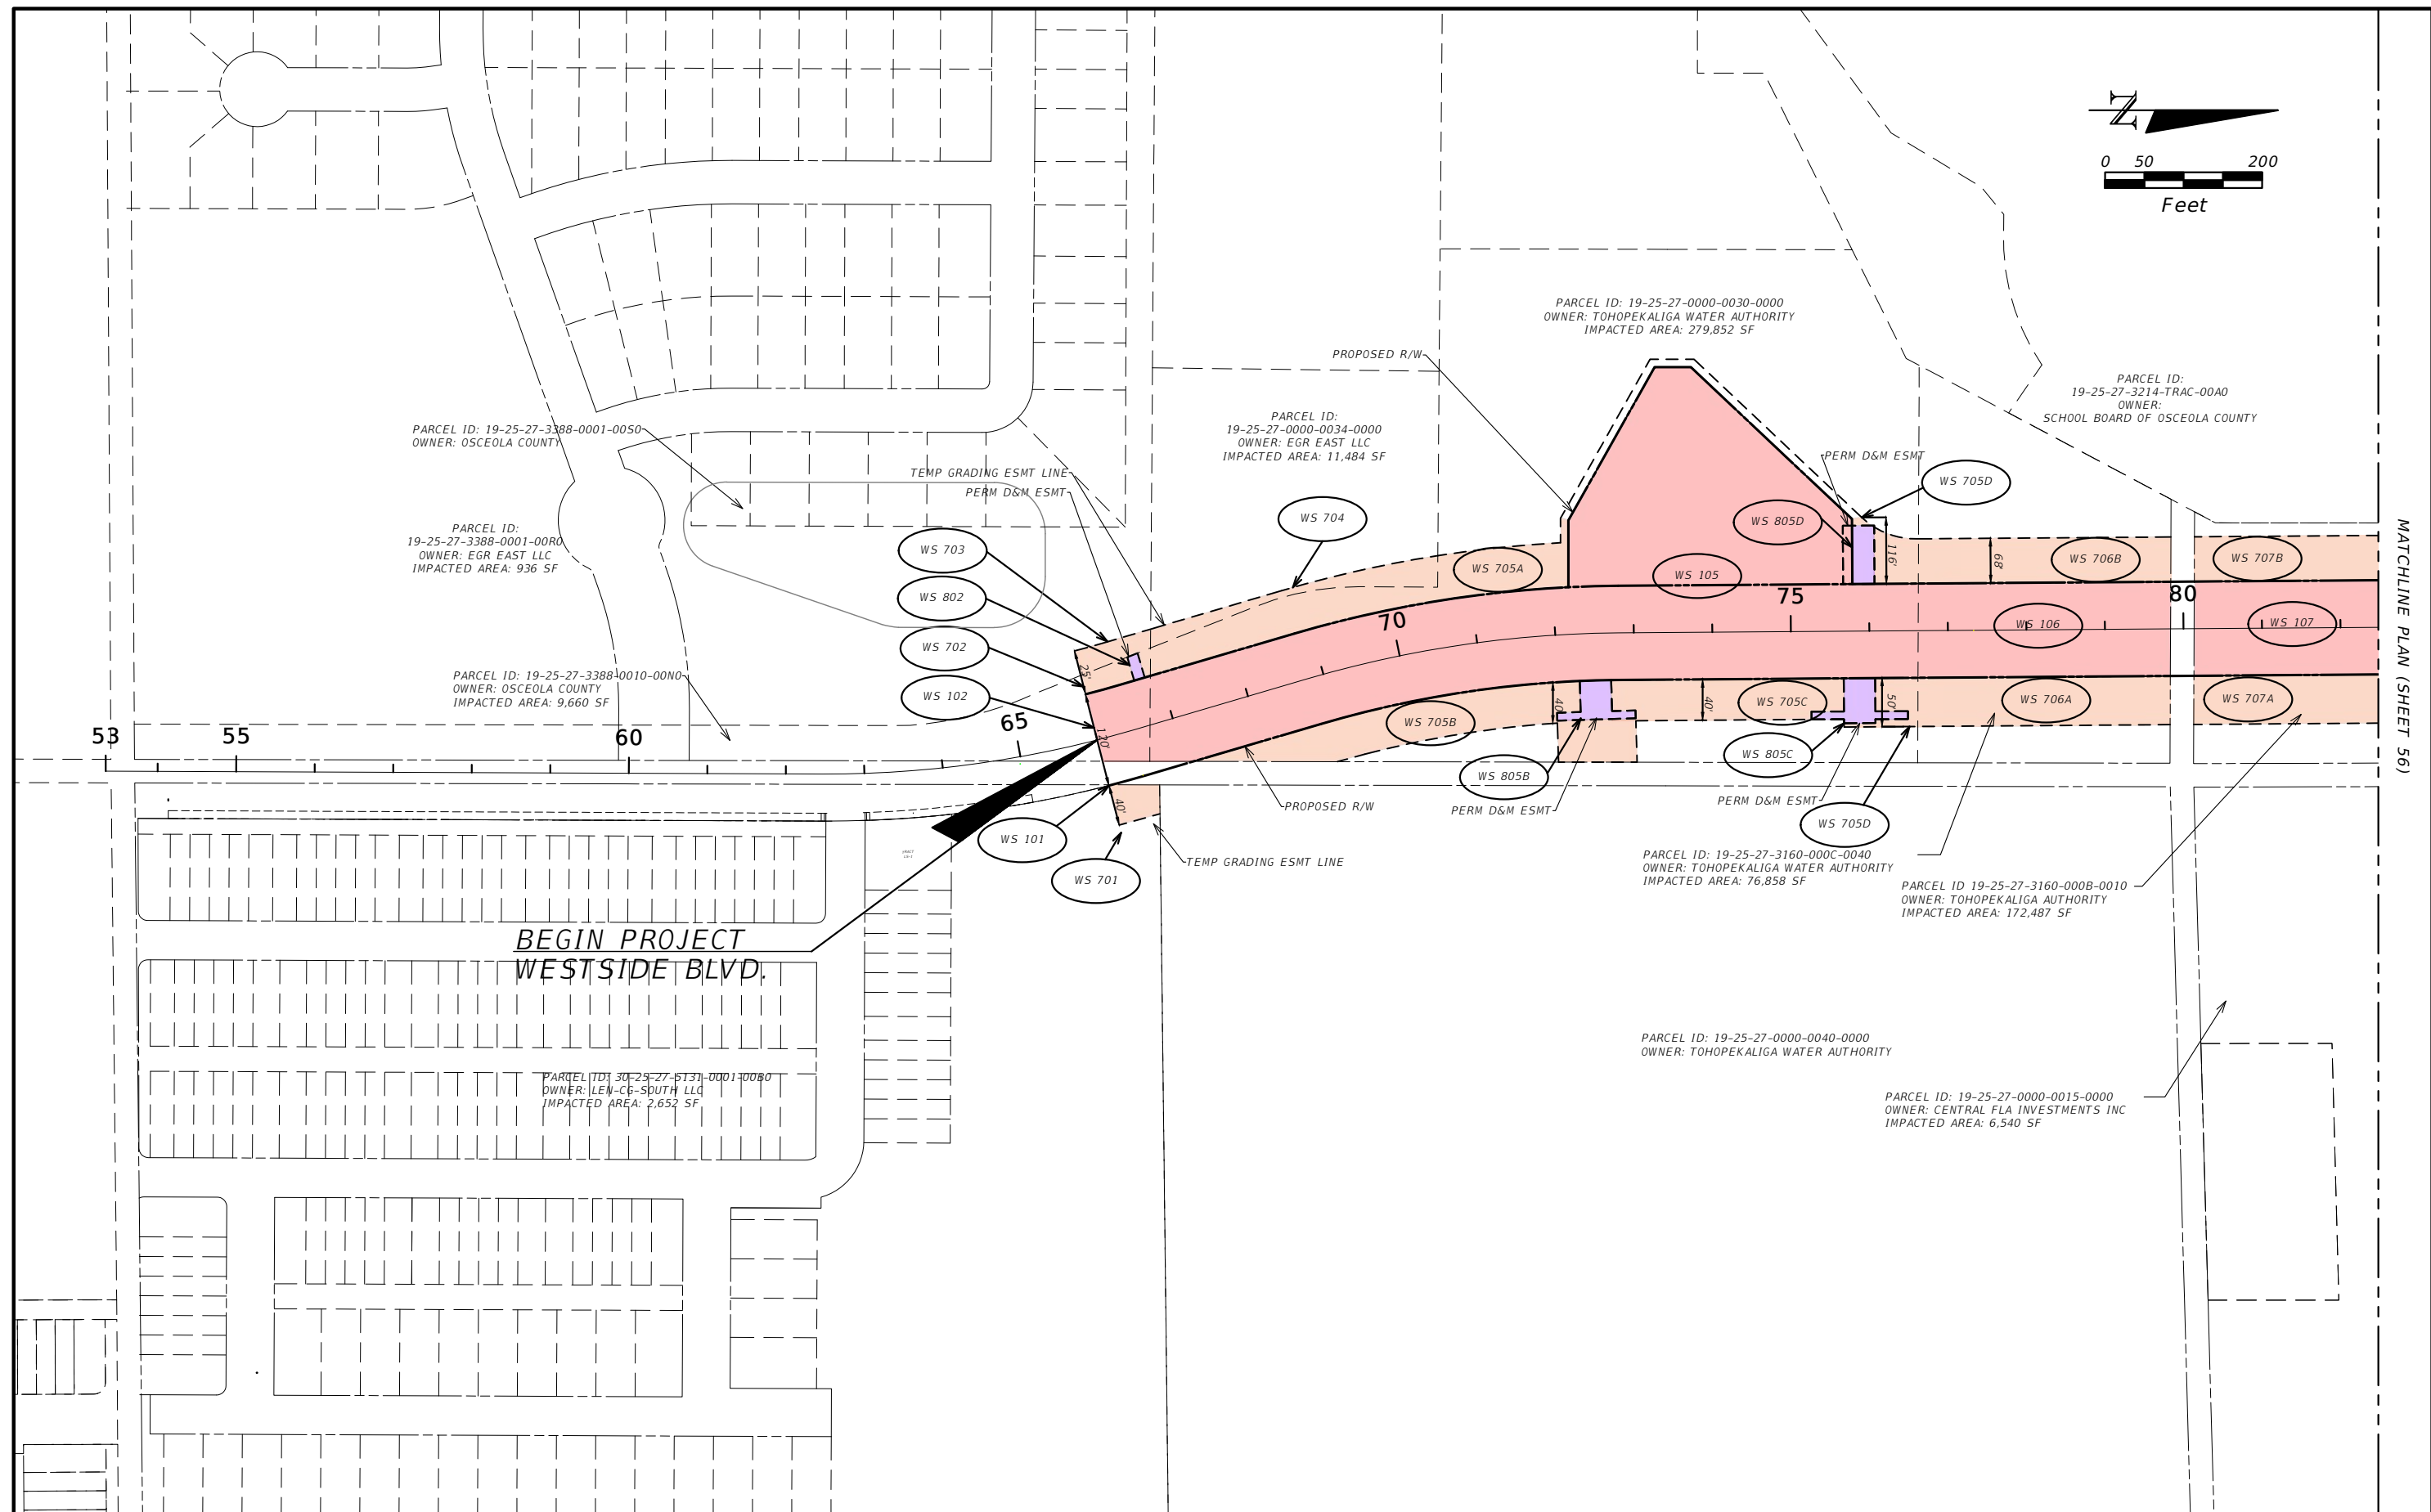 N
0 50 200
Feet
PARCEL ID: 19-25-27-0000-0030-0000
OWNER: TOHOPEKALIGA WATER AUTHORITY
IMPACTED AREA: 279,852 SF
PROPOSED R/W
PARCEL ID:
19-25-27-3214-TRAC-00A0
OWNER:
SCHOOL BOARD OF OSCEOLA COUNTY
PARCEL ID:
19-25-27-0000-0034-0000
OWNER: EGR EAST LLC
IMPACTED AREA: 11,484 SF
PARCEL ID: 19-25-27-3388-0001-00S0
OWNER: OSCEOLA COUNTY
TEMP GRADING ESMT LINE
PERM D&M ESMT
PERM D&M ESMT
WS 705D
WS 704
WS 805D
PARCEL ID:
19-25-27-3388-0001-00R0
OWNER: EGR EAST LLC
IMPACTED AREA: 936 SF
WS 703
WS 802
WS 702
WS 102
WS 705A
WS 105
116'
68'
WS 706B
WS 707B
MATCHLINE PLAN (SHEET 56)
PARCEL ID: 19-25-27-3388-0010-00N0
OWNER: OSCEOLA COUNTY
IMPACTED AREA: 9,660 SF
53
55
60
65
70
75
80
WS 106
WS 107
25'
120'
40'
WS 705B
40'
40'
WS 705C
50'
WS 706A
WS 707A
WS 805C
WS 805B
PROPOSED R/W
PERM D&M ESMT
PERM D&M ESMT
WS 705D
WS 101
WS 701
TEMP GRADING ESMT LINE
PARCEL ID: 19-25-27-3160-000C-0040
OWNER: TOHOPEKALIGA WATER AUTHORITY
IMPACTED AREA: 76,858 SF
PARCEL ID 19-25-27-3160-000B-0010
OWNER: TOHOPEKALIGA AUTHORITY
IMPACTED AREA: 172,487 SF
BEGIN PROJECT
WESTSIDE BLVD.
PARCEL ID: 19-25-27-0000-0040-0000
OWNER: TOHOPEKALIGA WATER AUTHORITY
PARCEL ID: 30-25-27-5131-0001-00B0
OWNER: LEN-CG-SOUTH LLC
IMPACTED AREA: 2,652 SF
PARCEL ID: 19-25-27-0000-0015-0000
OWNER: CENTRAL FLA INVESTMENTS INC
IMPACTED AREA: 6,540 SF